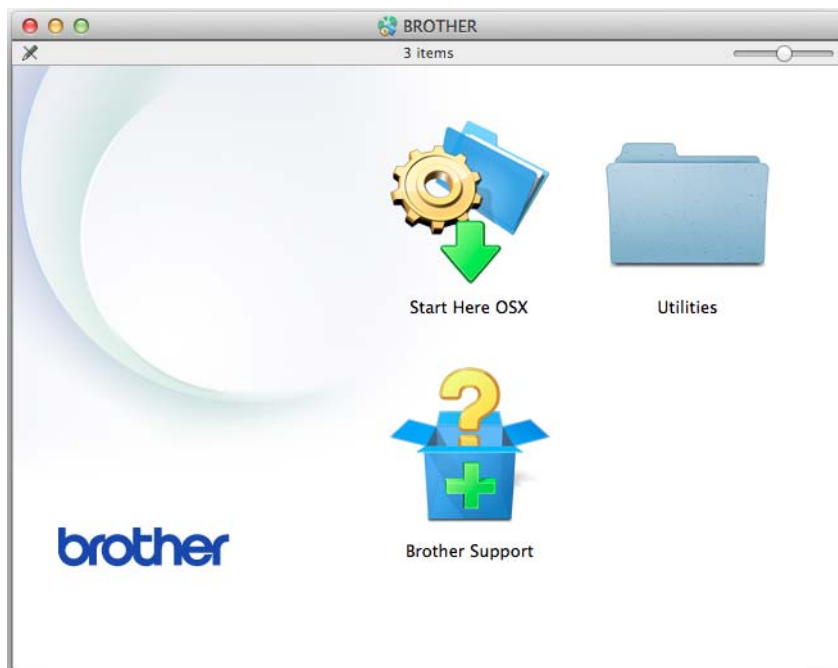 BROTHER
3 items
Start Here OSX
Utilities
Brother Support
brother